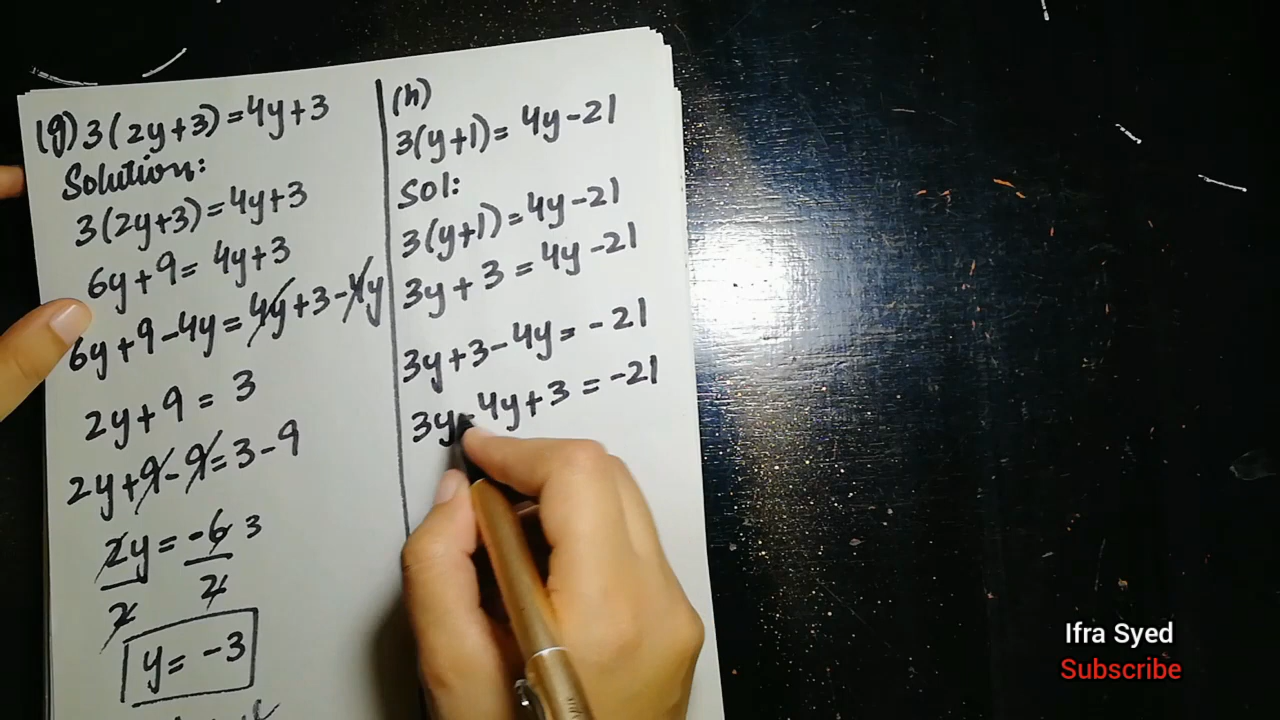 (g) 3(2y+3)=4y+3
Solution:
3(2y+3)=4y+3
6y+9=4y+3
6y+9-4y=4y+3-4y
2y+9=3
2y+9-9=3-9
2y=-6 3
2 2
y=-3
(h)
3(y+1)=4y-21
Sol:
3(y+1)=4y-21
3y+3=4y-21
3y+3-4y=-21
3y-4y+3=-21
Ifra Syed
Subscribe